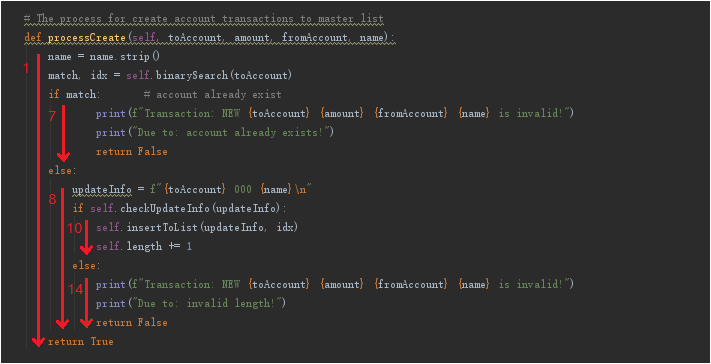 # The process for create account transactions to master list
def processCreate(self, toAccount, amount, fromAccount, name):
1 name = name.strip()
match, idx = self.binarySearch(toAccount)
if match: # account already exist
7 print(f"Transaction: NEW {toAccount} {amount} {fromAccount} {name} is invalid!")
print("Due to: account already exists!")
return False
else:
8 updateInfo = f"{toAccount} 000 {name}\n"
if self.checkUpdateInfo(updateInfo):
10 self.insertToList(updateInfo, idx)
self.length += 1
else:
14 print(f"Transaction: NEW {toAccount} {amount} {fromAccount} {name} is invalid!")
print("Due to: invalid length!")
return False
return True